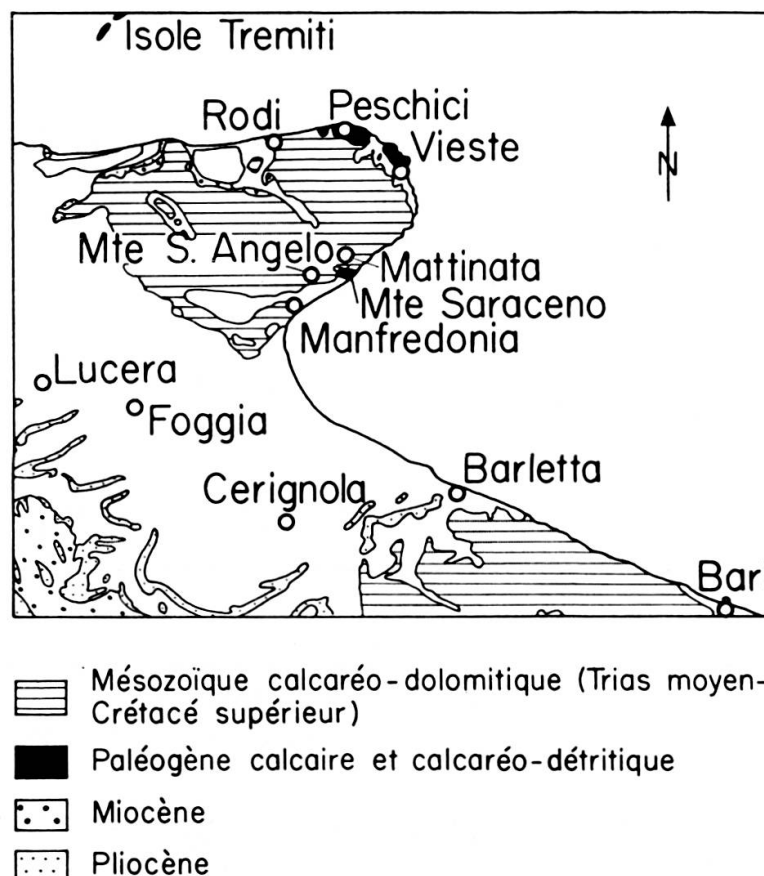 Isole Tremiti
Peschici
Rodi
Vieste
N
Mte S. Angelo
Mattinata
Mte Saraceno
Manfredonia
Lucera
Foggia
Barletta
Cerignola
Bar
Mésozoïque calcaréo-dolomitique (Trias moyen-
Crétacé supérieur)
Paléogène calcaire et calcaréo-détritique
Miocène
Pliocène